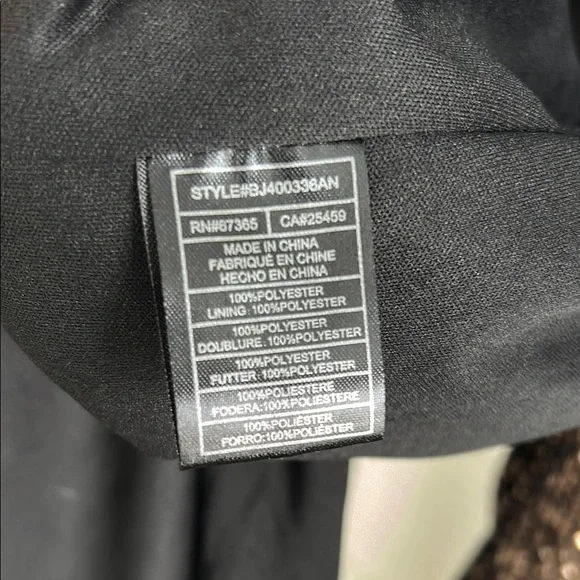 STYLE#BJ400336AN
RN#67365 CA#25459
MADE IN CHINA
FABRIQUÉ EN CHINE
HECHO EN CHINA
100%POLYESTER
LINING:100%POLYESTER
100%POLYESTER
DOUBLURE:100%POLYESTER
100%POLYESTER
FUTTER:100%POLYESTER
100%POLIESTERE
FODERA:100%POLIESTERE
100%POLIÉSTER
FORRO:100%POLIÉSTER